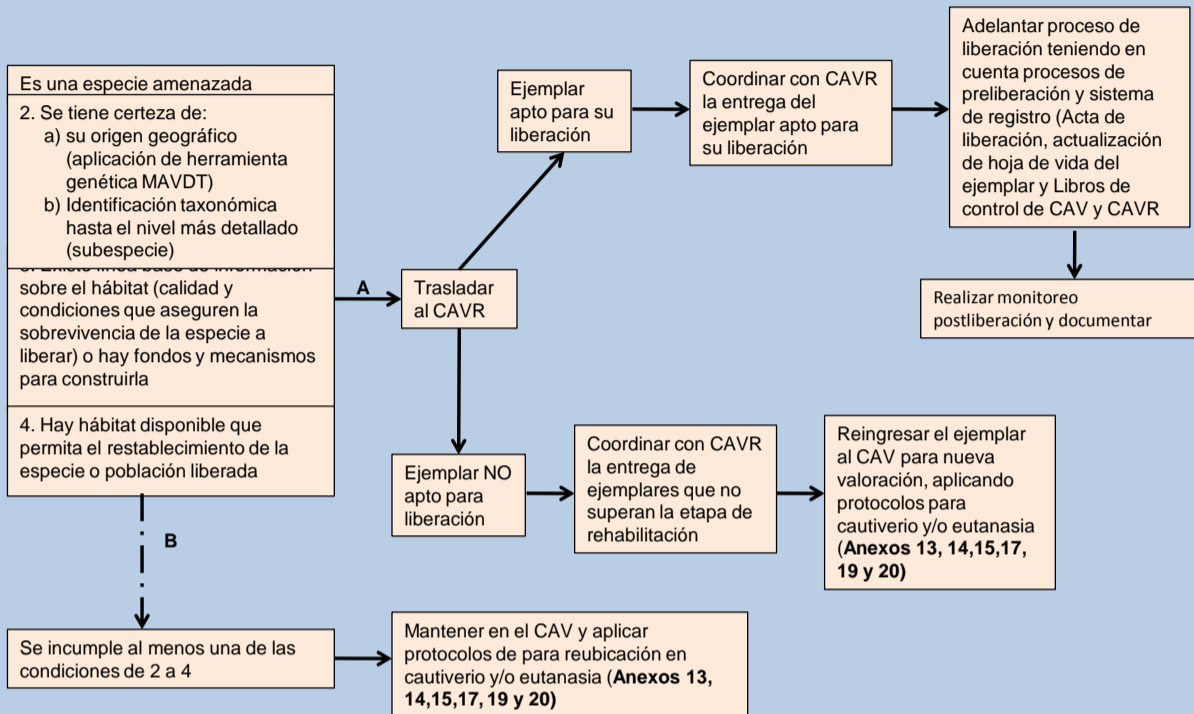 Es una especie amenazada
2. Se tiene certeza de:
a) su origen geográfico
(aplicación de herramienta
genética MAVDT)
b) Identificación taxonómica
hasta el nivel más detallado
(subespecie)
3. Existe línea base de información
sobre el hábitat (calidad y
condiciones que aseguren la
sobrevivencia de la especie a
liberar) o hay fondos y mecanismos
para construirla
4. Hay hábitat disponible que
permita el restablecimiento de la
especie o población liberada
A
B
Trasladar
al CAVR
Ejemplar
apto para su
liberación
Coordinar con CAVR
la entrega del
ejemplar apto para
su liberación
Adelantar proceso de
liberación teniendo en
cuenta procesos de
preliberación y sistema
de registro (Acta de
liberación, actualización
de hoja de vida del
ejemplar y Libros de
control de CAV y CAVR
Realizar monitoreo
postliberación y documentar
Ejemplar NO
apto para
liberación
Coordinar con CAVR
la entrega de
ejemplares que no
superan la etapa de
rehabilitación
Reingresar el ejemplar
al CAV para nueva
valoración, aplicando
protocolos para
cautiverio y/o eutanasia
(Anexos 13, 14,15,17,
19 y 20)
Se incumple al menos una de las
condiciones de 2 a 4
Mantener en el CAV y aplicar
protocolos de para reubicación en
cautiverio y/o eutanasia (Anexos 13,
14,15,17, 19 y 20)